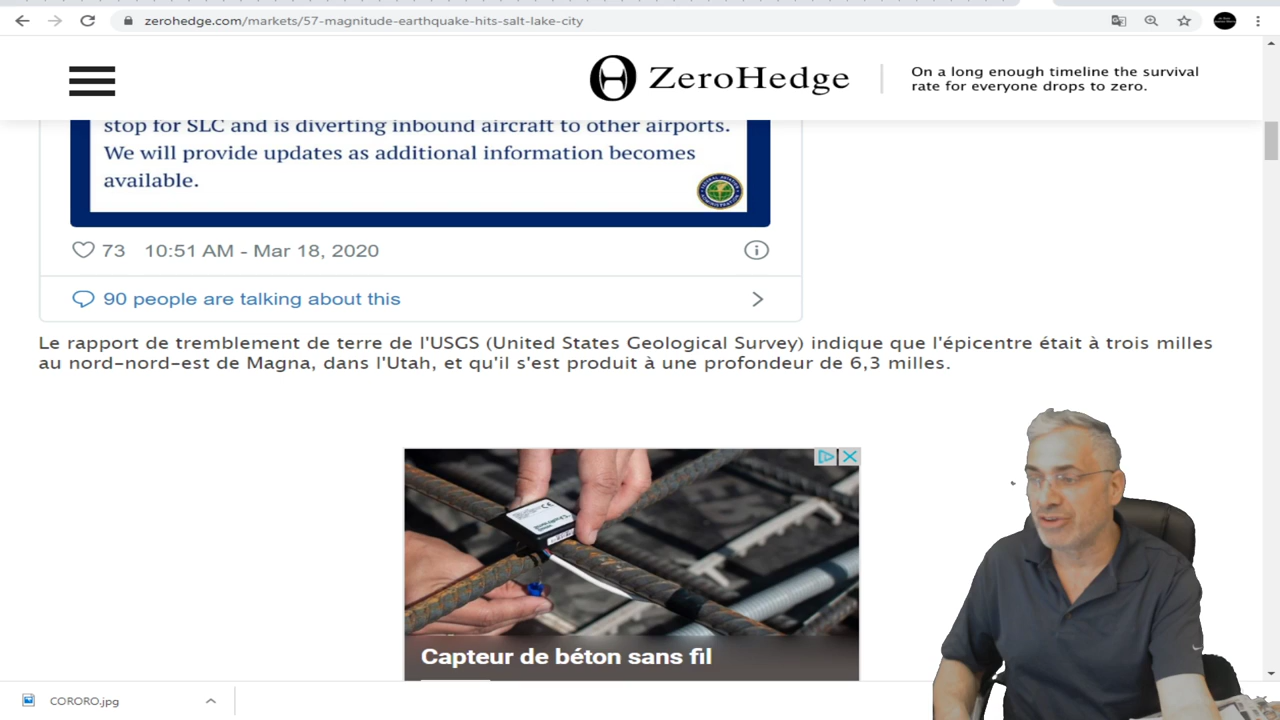 zerohedge.com/markets/57-magnitude-earthquake-hits-salt-lake-city
ZeroHedge
On a long enough timeline the survival
rate for everyone drops to zero.
stop for SLC and is diverting inbound aircraft to other airports.
We will provide updates as additional information becomes
available.
73 10:51 AM - Mar 18, 2020
90 people are talking about this
Le rapport de tremblement de terre de l'USGS (United States Geological Survey) indique que l'épicentre était à trois milles
au nord-nord-est de Magna, dans l'Utah, et qu'il s'est produit à une profondeur de 6,3 milles.
Capteur de béton sans fil
CORORO.jpg